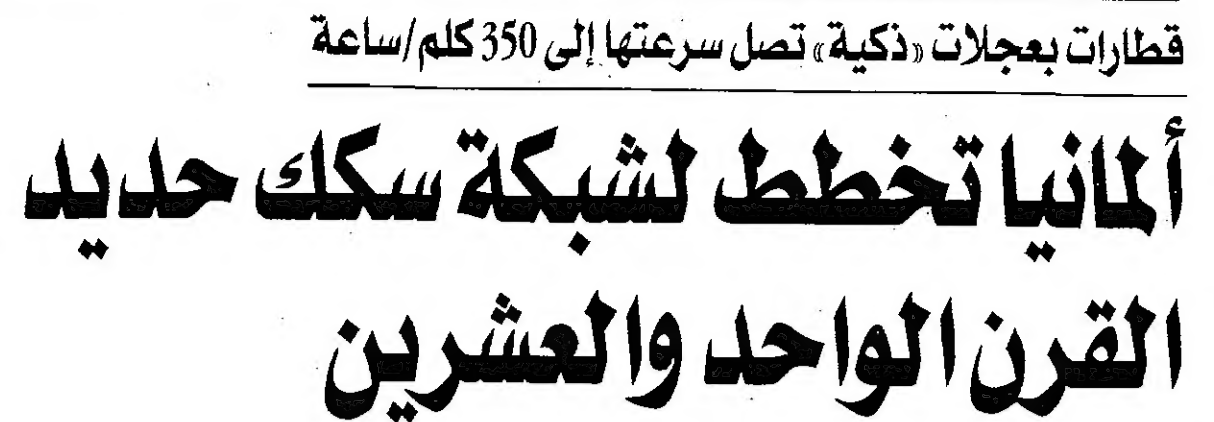 قطارات بعجلات «ذكية» تصل سرعتها إلى 350 كلم/ساعة
ألمانيا تخطط لشبكة سكك حديد
القرن الواحد والعشرين